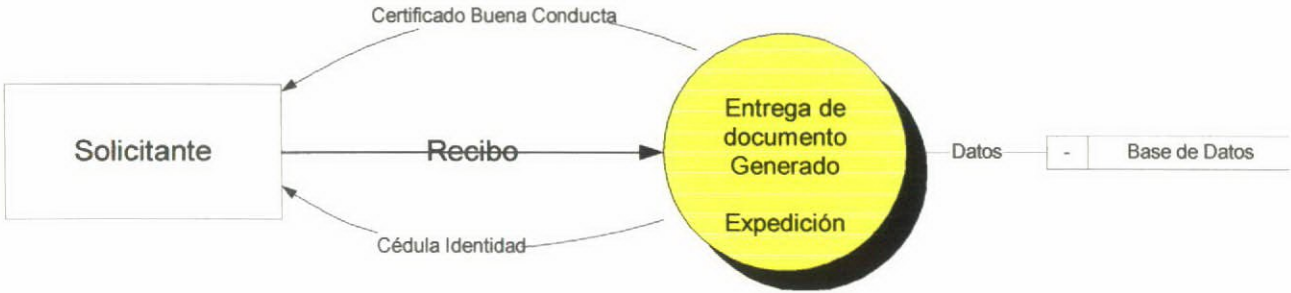 Certificado Buena Conducta
Solicitante
Recibo
Entrega de
documento
Generado
Expedición
Datos
-
Base de Datos
Cédula Identidad